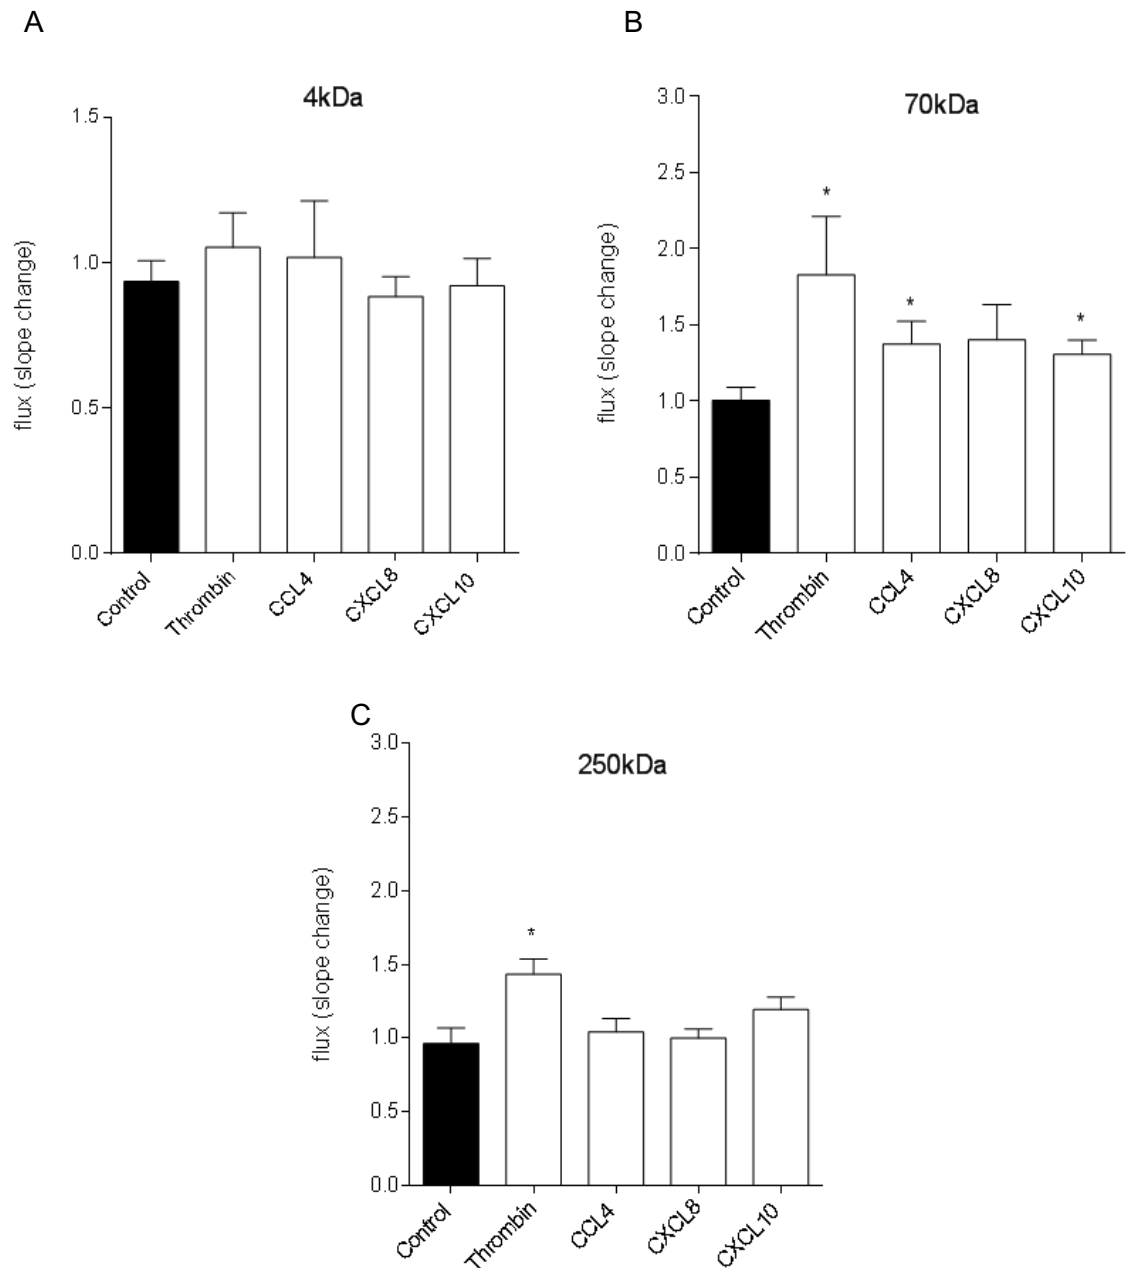 A
4kDa
1.5
1.0
0.5
0.0
flux (slope change)
Control
Thrombin
CCL4
CXCL8
CXCL10
B
70kDa
3.0
2.5
2.0
1.5
1.0
0.5
0.0
flux (slope change)
*
*
*
Control
Thrombin
CCL4
CXCL8
CXCL10
C
250kDa
3.0
2.5
2.0
1.5
1.0
0.5
0.0
flux (slope change)
*
Control
Thrombin
CCL4
CXCL8
CXCL10